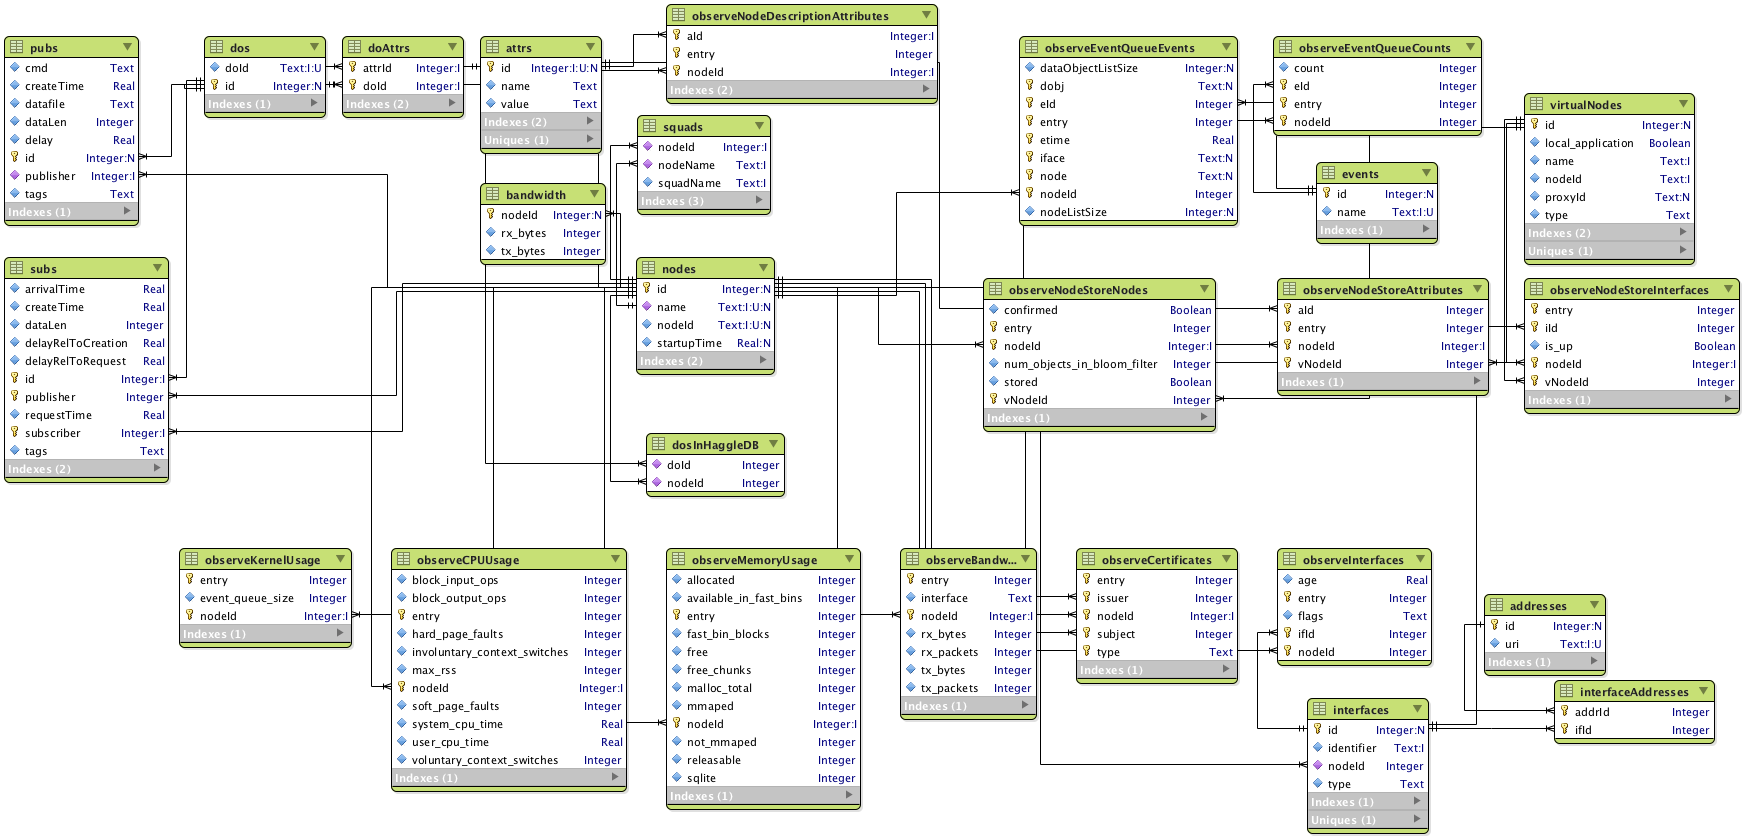 pubs
cmd Text
createTime Real
datafile Text
dataLen Integer
delay Real
id Integer:N
publisher Integer:I
tags Text
Indexes (1)
dos
doId Text:I:U
id Integer:N
Indexes (1)
doAttrs
attrId Integer:I
doId Integer:I
Indexes (2)
attrs
id Integer:I:U:N
name Text
value Text
Indexes (2)
Uniques (1)
observeNodeDescriptionAttributes
aId Integer:I
entry Integer
nodeId Integer:I
Indexes (2)
squads
nodeId Integer:I
nodeName Text:I
squadName Text:I
Indexes (3)
bandwidth
nodeId Integer:N
rx_bytes Integer
tx_bytes Integer
observeEventQueueEvents
dataObjectListSize Integer:N
dobj Text:N
eId Integer
entry Integer
etime Real
iface Text:N
node Text:N
nodeId Integer
nodeListSize Integer:N
observeEventQueueCounts
count Integer
eId Integer
entry Integer
nodeId Integer
events
id Integer:N
name Text:I:U
Indexes (1)
virtualNodes
id Integer:N
local_application Boolean
name Text:I
nodeId Text:I
proxyId Text:N
type Text
Indexes (2)
Uniques (1)
subs
arrivalTime Real
createTime Real
dataLen Integer
delayRelToCreation Real
delayRelToRequest Real
id Integer:I
publisher Integer
requestTime Real
subscriber Integer:I
tags Text
Indexes (2)
nodes
id Integer:N
name Text:I:U:N
nodeId Text:I:U:N
startupTime Real:N
Indexes (2)
observeNodeStoreNodes
confirmed Boolean
entry Integer
nodeId Integer:I
num_objects_in_bloom_filter Integer
stored Boolean
vNodeId Integer
Indexes (1)
observeNodeStoreAttributes
aId Integer
entry Integer
nodeId Integer:I
vNodeId Integer
Indexes (1)
observeNodeStoreInterfaces
entry Integer
iId Integer
is_up Boolean
nodeId Integer:I
vNodeId Integer
Indexes (1)
dosInHaggleDB
doId Integer
nodeId Integer
observeKernelUsage
entry Integer
event_queue_size Integer
nodeId Integer:I
Indexes (1)
observeCPUUsage
block_input_ops Integer
block_output_ops Integer
entry Integer
hard_page_faults Integer
involuntary_context_switches Integer
max_rss Integer
nodeId Integer:I
soft_page_faults Integer
system_cpu_time Real
user_cpu_time Real
voluntary_context_switches Integer
Indexes (1)
observeMemoryUsage
allocated Integer
available_in_fast_bins Integer
entry Integer
fast_bin_blocks Integer
free Integer
free_chunks Integer
malloc_total Integer
mmaped Integer
nodeId Integer:I
not_mmaped Integer
releasable Integer
sqlite Integer
Indexes (1)
observeBandw...
entry Integer
interface Text
nodeId Integer:I
rx_bytes Integer
rx_packets Integer
tx_bytes Integer
tx_packets Integer
Indexes (1)
observeCertificates
entry Integer
issuer Integer
nodeId Integer:I
subject Integer
type Text
Indexes (1)
observeInterfaces
age Real
entry Integer
flags Text
ifId Integer
nodeId Integer
addresses
id Integer:N
uri Text:I:U
Indexes (1)
interfaces
id Integer:N
identifier Text:I
nodeId Integer
type Text
Indexes (1)
Uniques (1)
interfaceAddresses
addrId Integer
ifId Integer